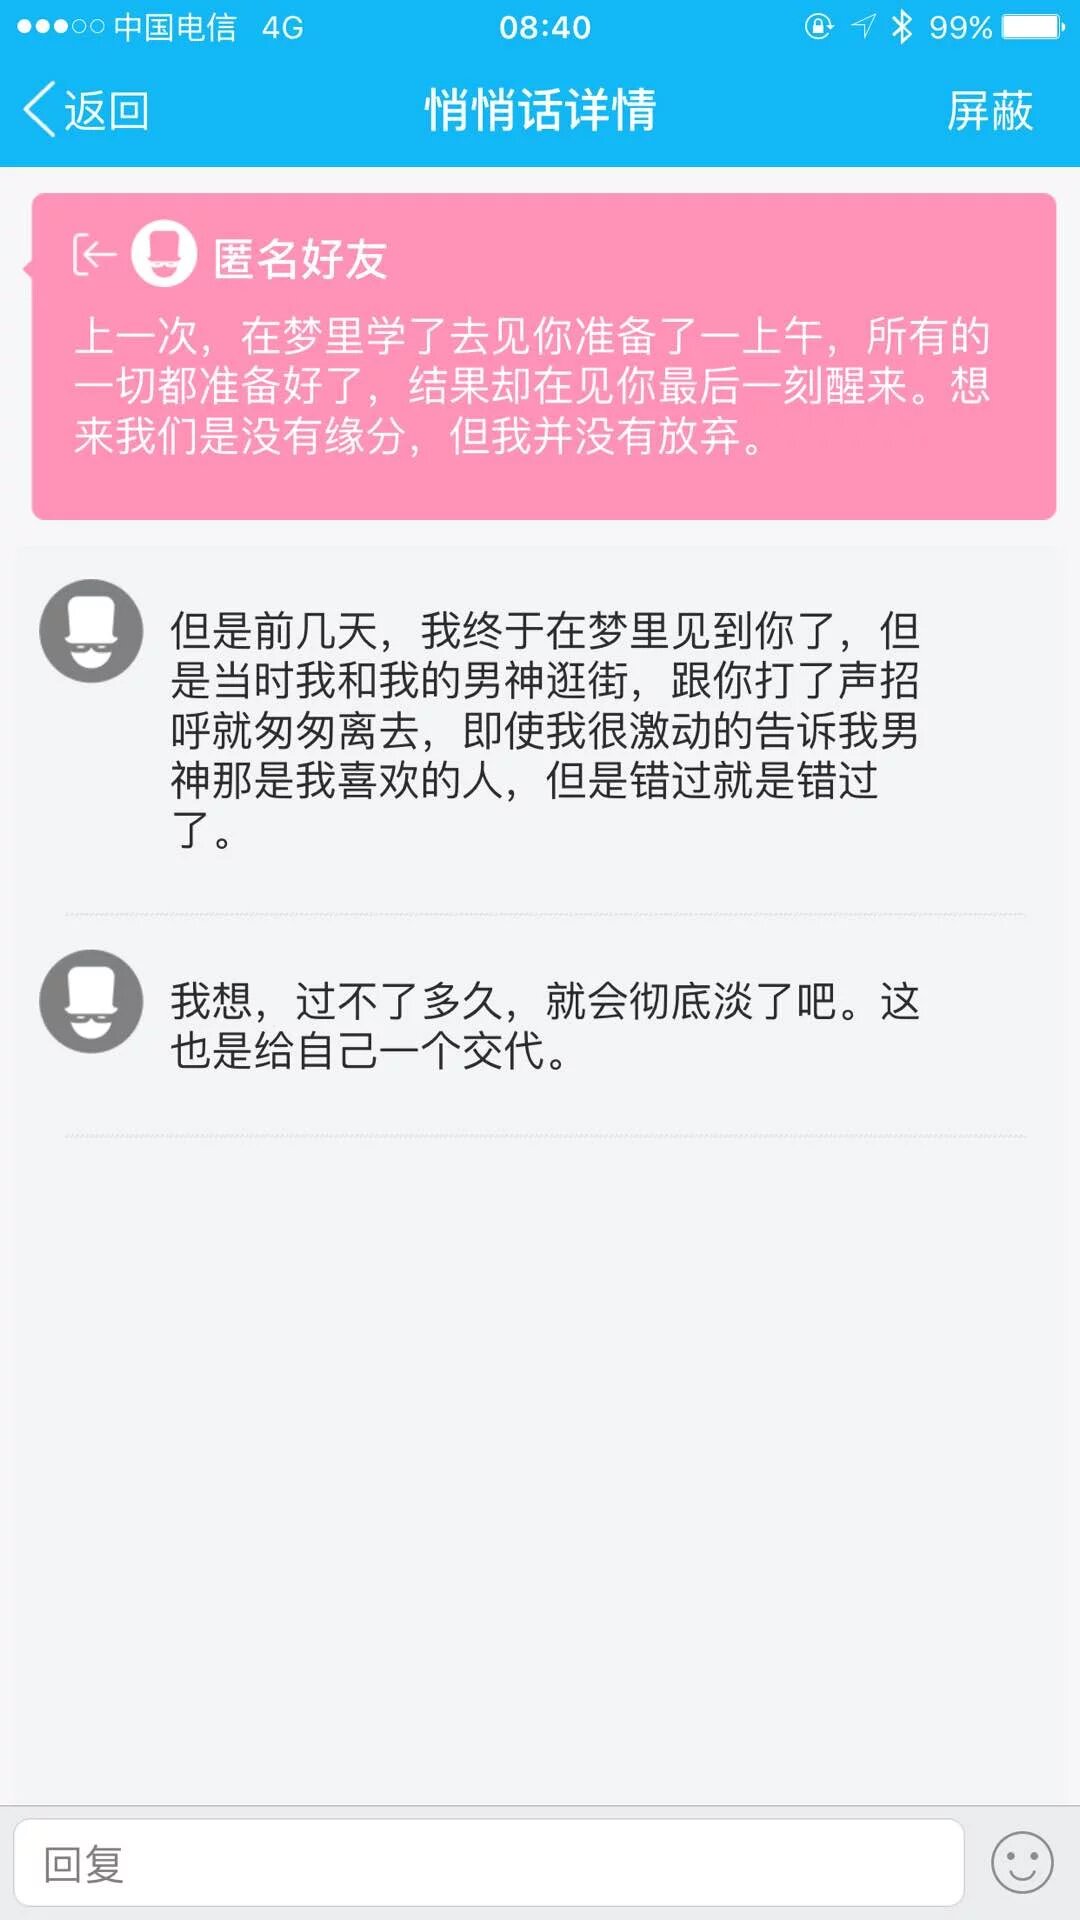 中国电信 4G 08:40 99%
返回 悄悄话详情 屏蔽
匿名好友
上一次，在梦里学了去见你准备了一上午，所有的
一切都准备好了，结果却在见你最后一刻醒来。想
来我们是没有缘分，但我并没有放弃。
但是前几天，我终于在梦里见到你了，但
是当时我和我的男神逛街，跟你打了声招
呼就匆匆离去，即使我很激动的告诉我男
神那是我喜欢的人，但是错过就是错过
了。
我想，过不了多久，就会彻底淡了吧。这
也是给自己一个交代。
回复